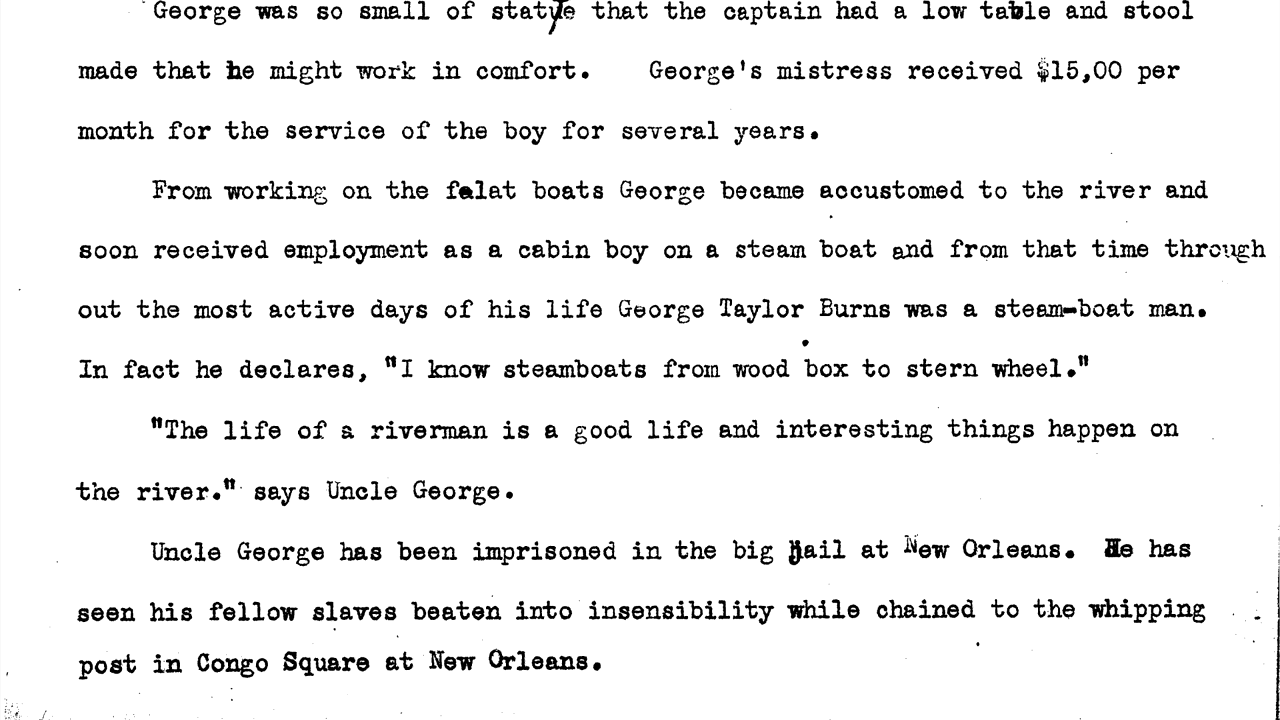 George was so small of statue that the captain had a low table and stool
made that he might work in comfort. George's mistress received $15,00 per
month for the service of the boy for several years.
From working on the felat boats George became accustomed to the river and
soon received employment as a cabin boy on a steam boat and from that time through
out the most active days of his life George Taylor Burns was a steam-boat man.
In fact he declares, "I know steamboats from wood box to stern wheel."
"The life of a riverman is a good life and interesting things happen on
the river." says Uncle George.
Uncle George has been imprisoned in the big jail at New Orleans. He has
seen his fellow slaves beaten into insensibility while chained to the whipping
post in Congo Square at New Orleans.